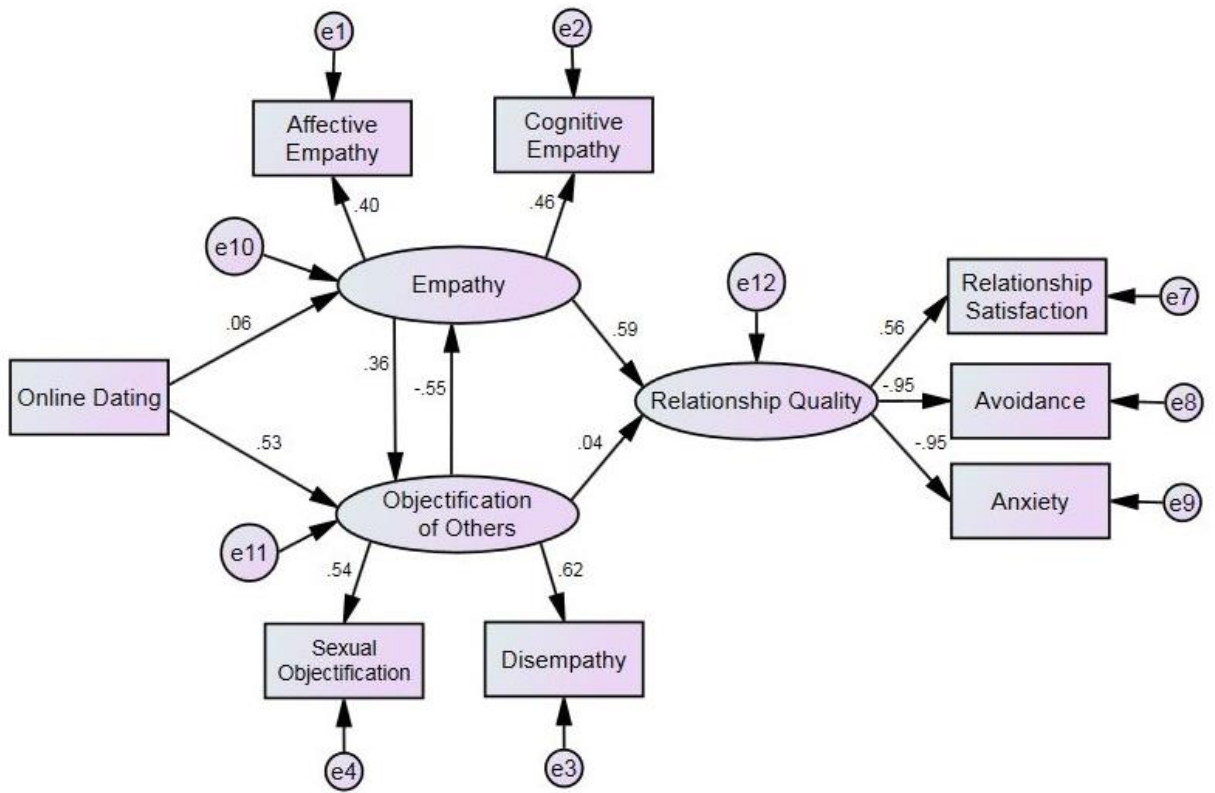 e1
e2
Affective
Empathy
Cognitive
Empathy
.40
.46
e10
Empathy
e12
Relationship
Satisfaction
e7
.06
.59
.56
.36
-.55
Online Dating
Relationship Quality
-.95
Avoidance
e8
.53
.04
-.95
Objectification
of Others
Anxiety
e9
e11
.54
.62
Sexual
Objectification
Disempathy
e4
e3